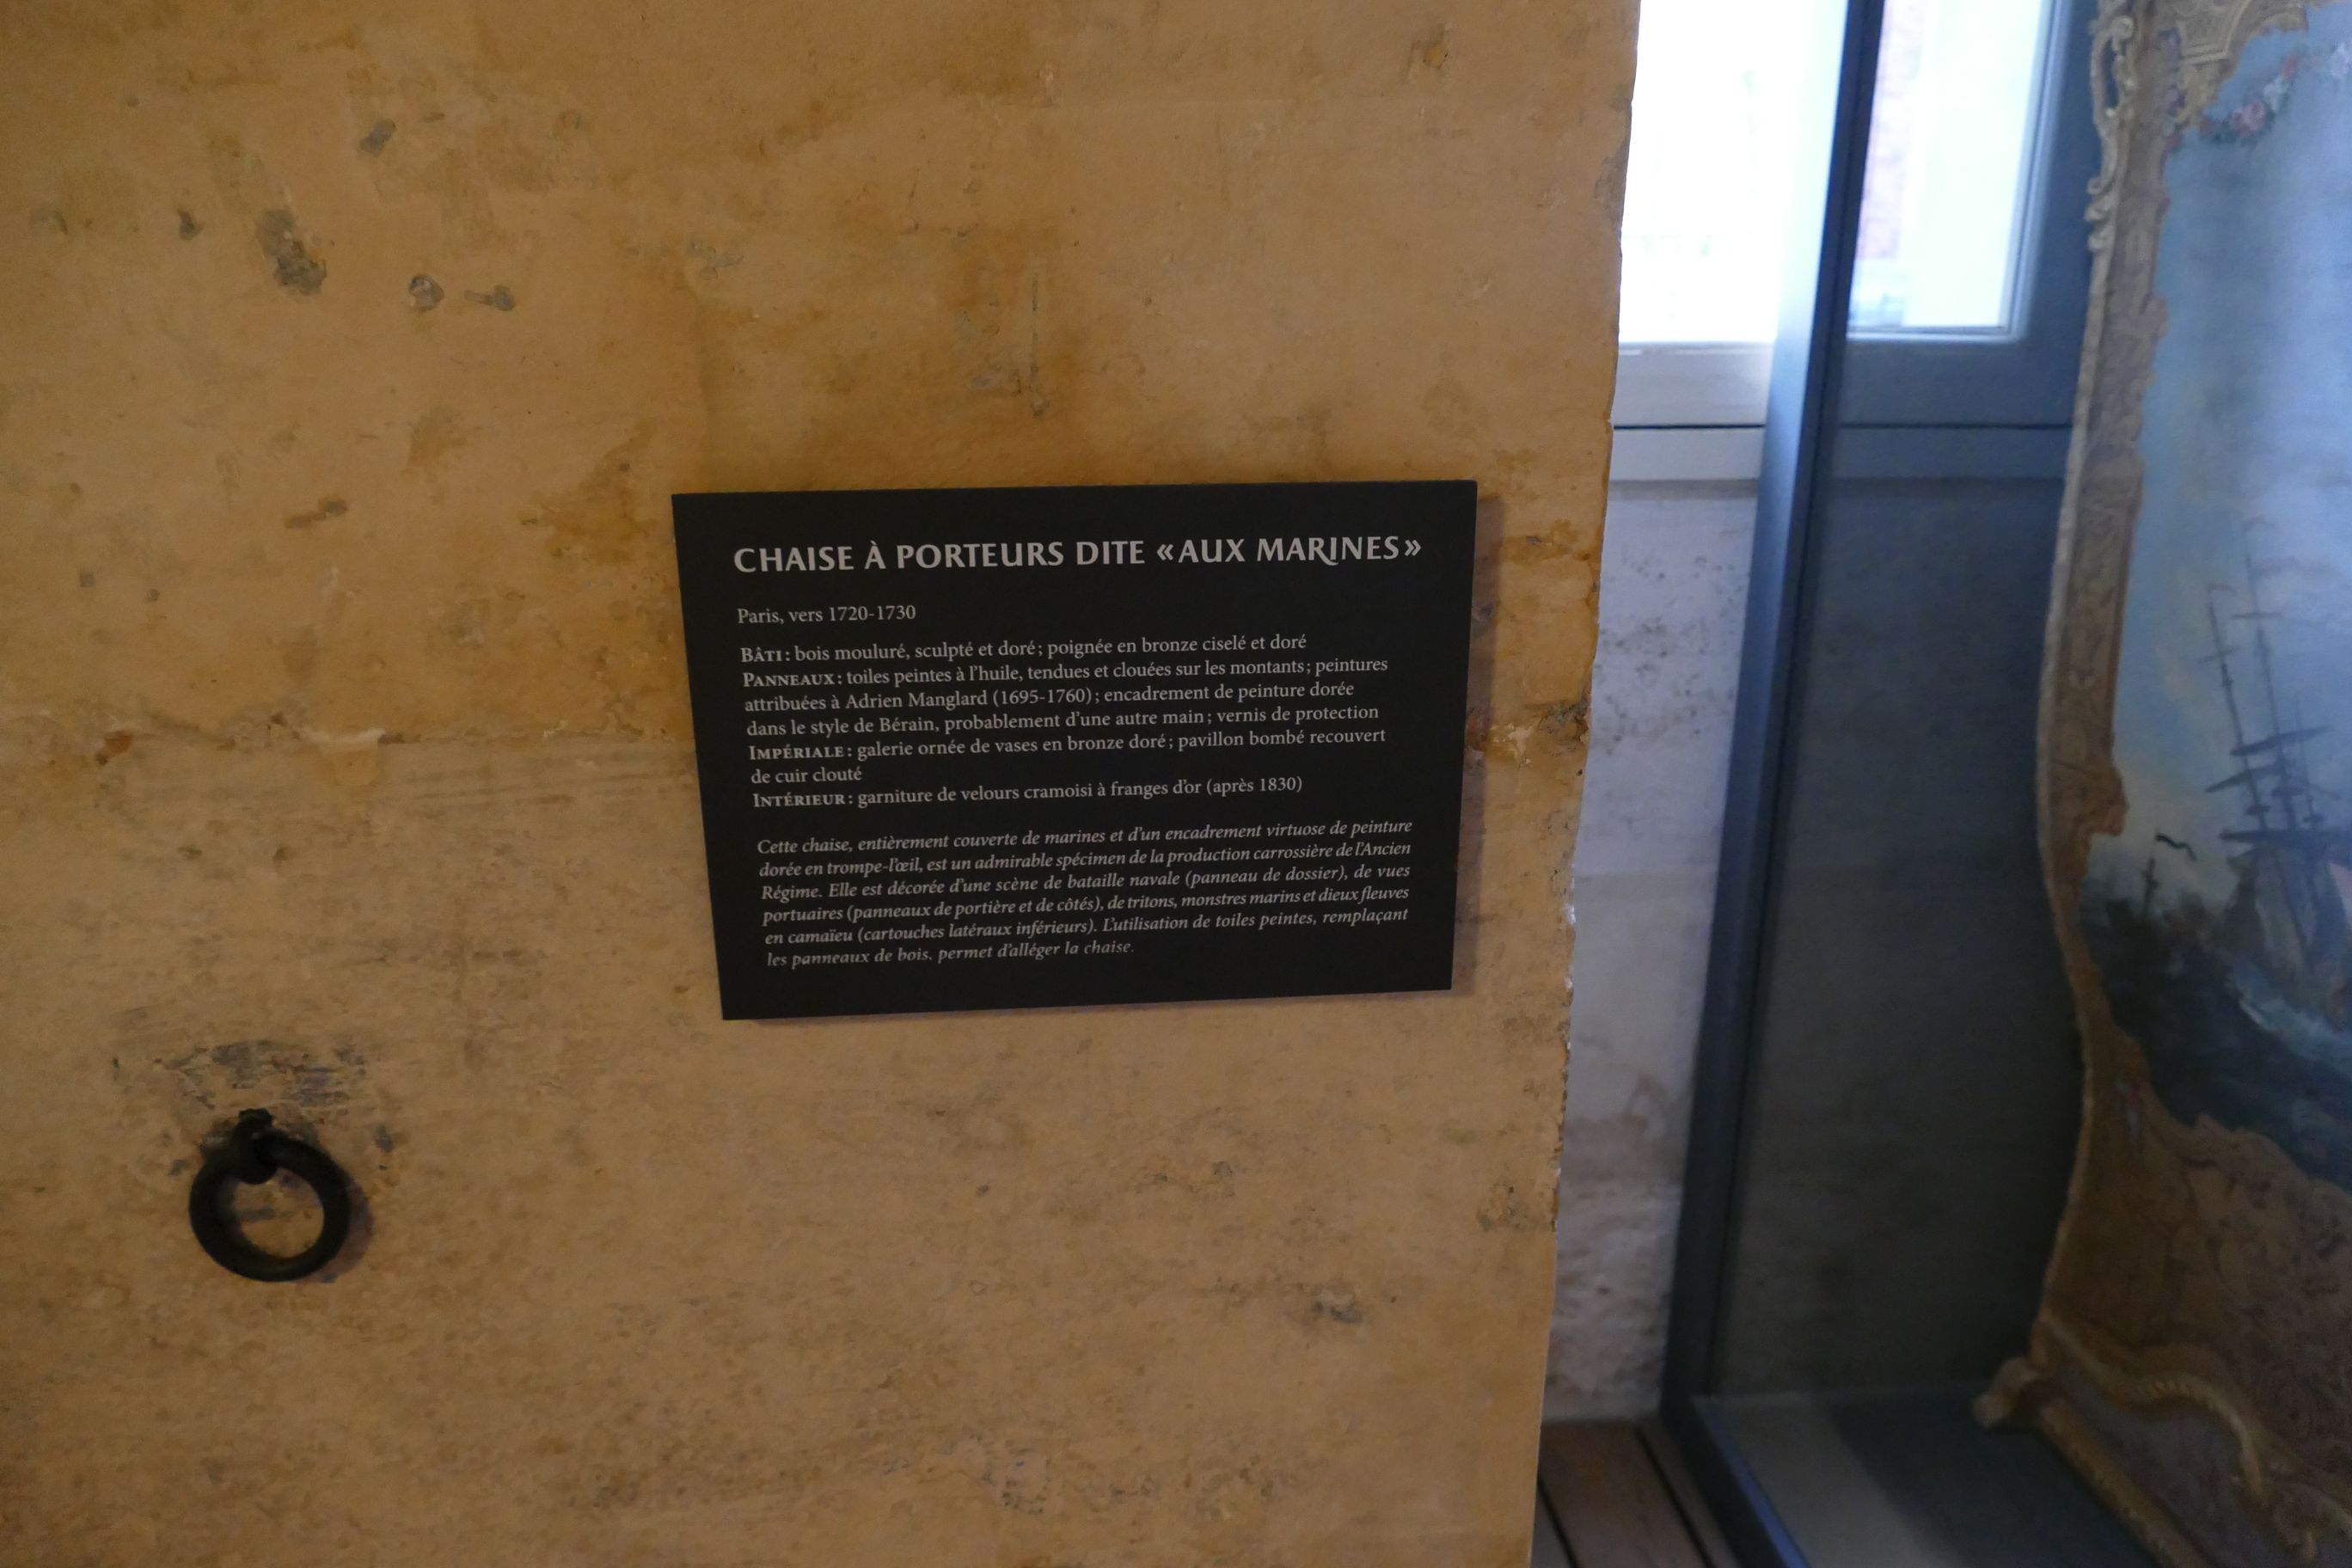 CHAISE À PORTEURS DITE «AUX MARINES»
Paris, vers 1720-1730
BÂTI : bois mouluré, sculpté et doré ; poignée en bronze ciselé et doré
PANNEAUX : toiles peintes à l'huile, tendues et clouées sur les montants ; peintures
attribuées à Adrien Manglard (1695-1760) ; encadrement de peinture dorée
dans le style de Bérain, probablement d'une autre main ; vernis de protection
IMPÉRIALE : galerie ornée de vases en bronze doré ; pavillon bombé recouvert
de cuir clouté
INTÉRIEUR : garniture de velours cramoisi à franges d'or (après 1830)
Cette chaise, entièrement couverte de marines et d'un encadrement virtuose de peinture
dorée en trompe-l'œil, est un admirable spécimen de la production carrossière de l'Ancien
Régime. Elle est décorée d'une scène de bataille navale (panneau de dossier), de vues
portuaires (panneaux de portière et de côtés), de tritons, monstres marins et dieux fleuves
en camaïeu (cartouches latéraux inférieurs). L'utilisation de toiles peintes, remplaçant
les panneaux de bois, permet d'alléger la chaise.